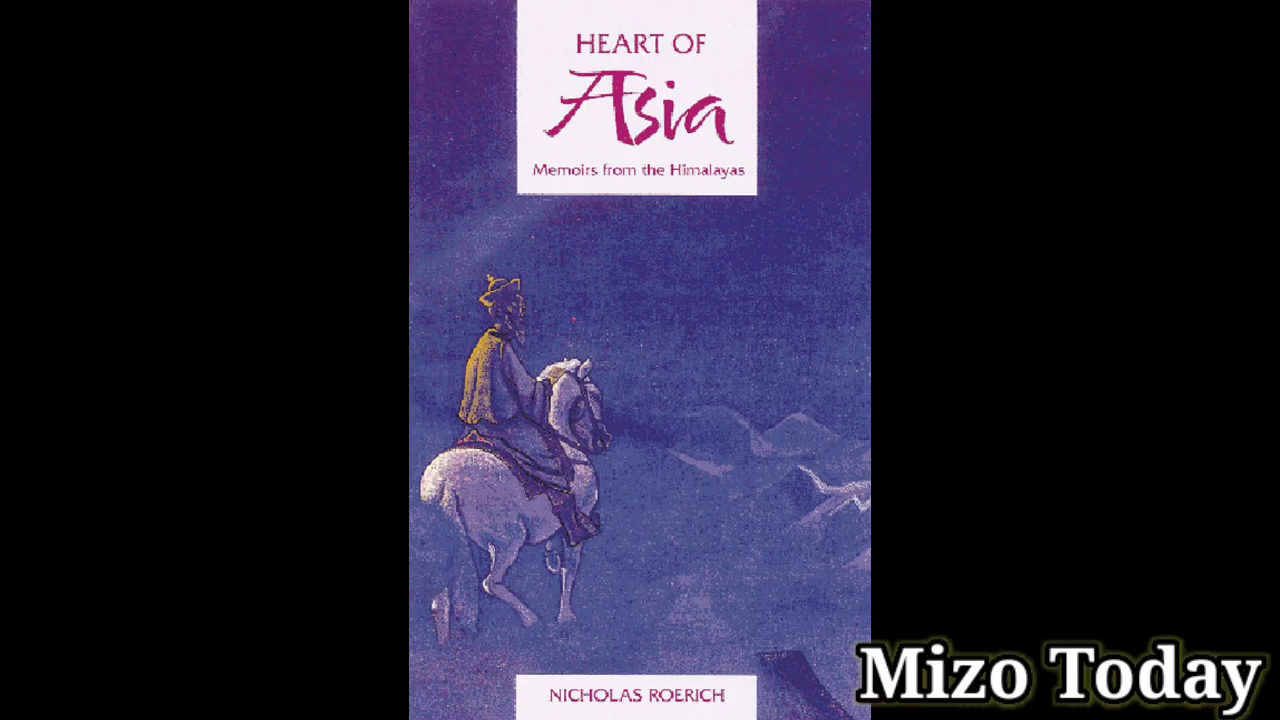 HEART OF
Asia
Memoirs from the Himalayas
NICHOLAS ROERICH
Mizo Today